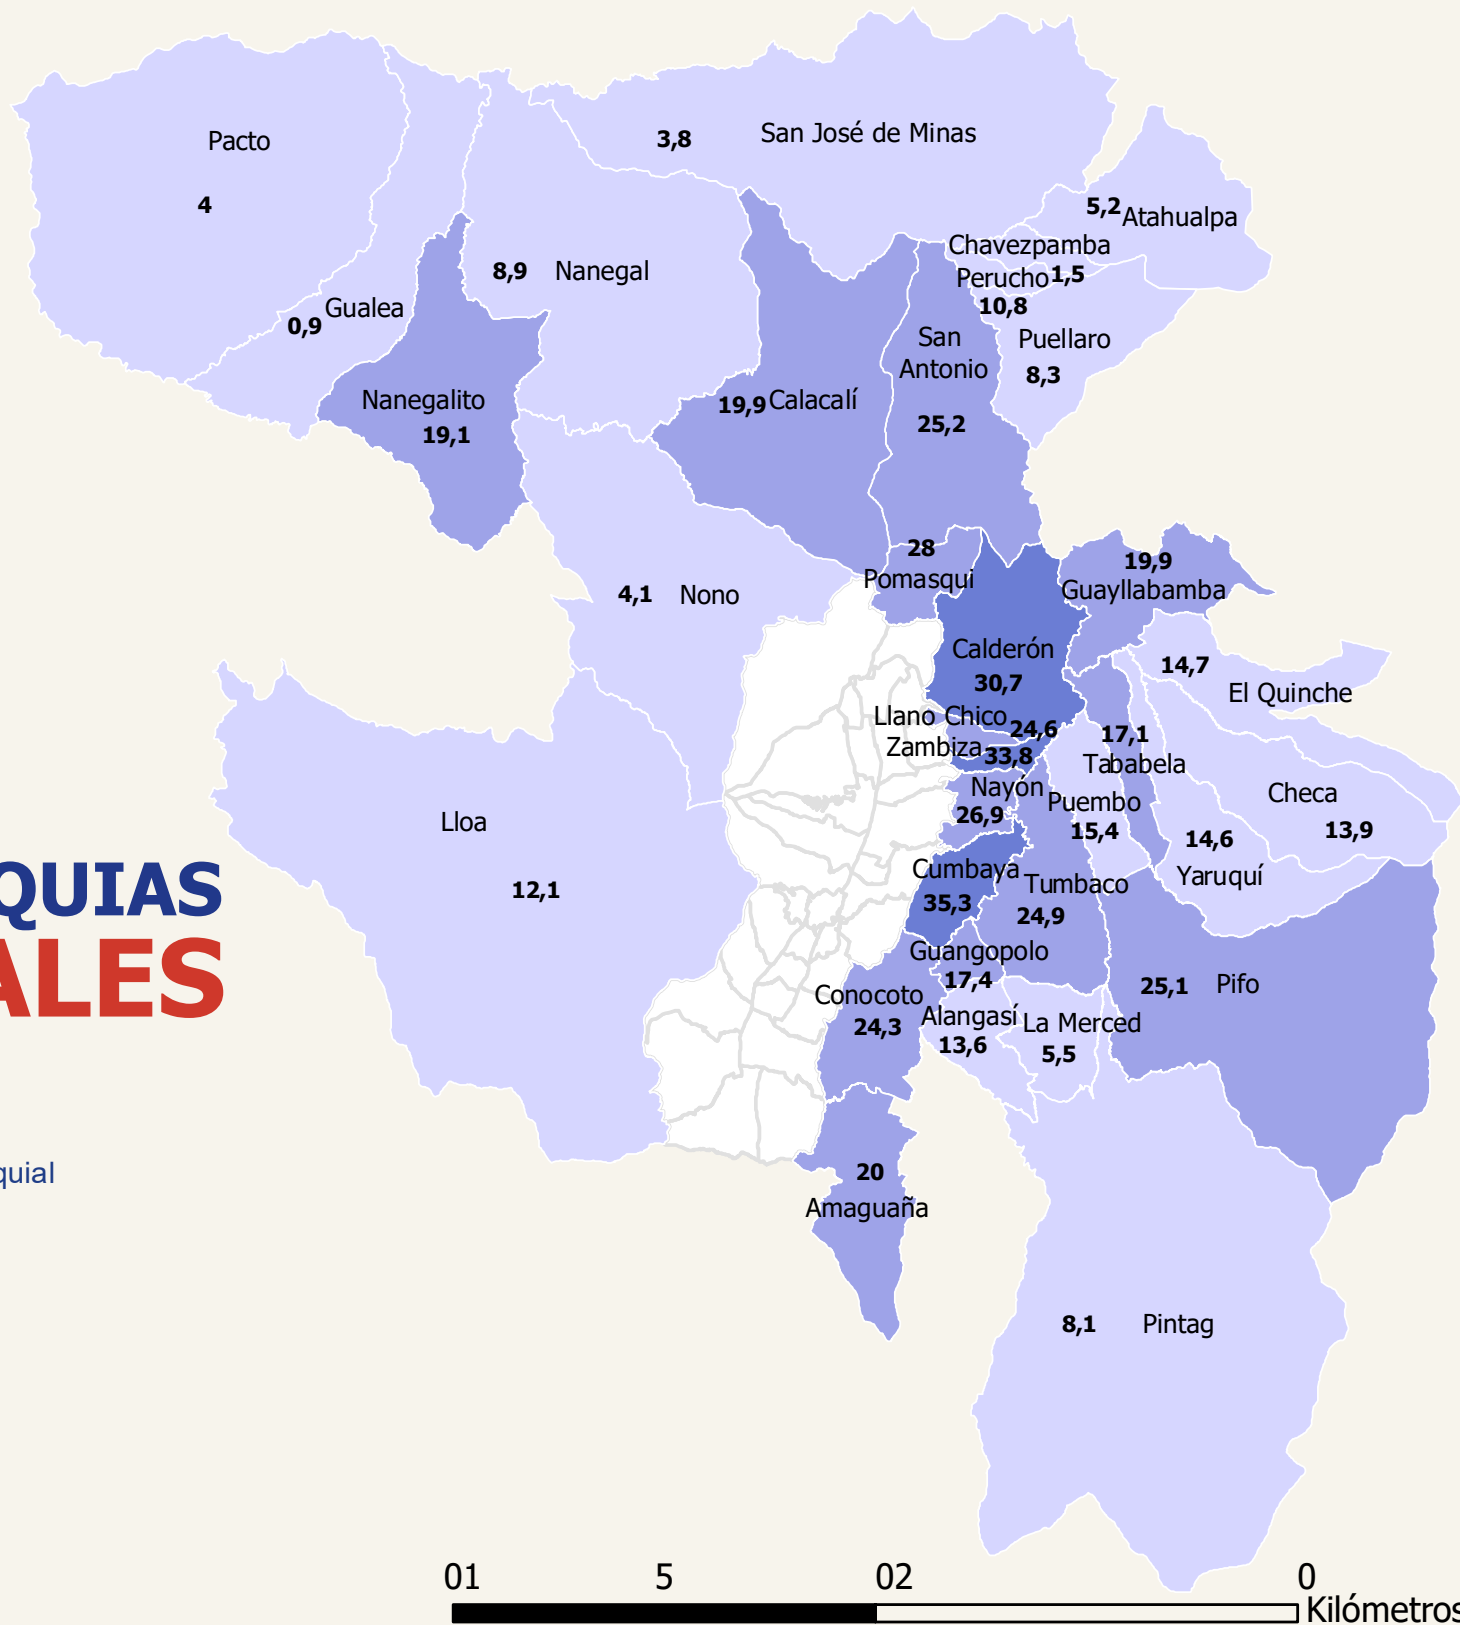 Pacto
4
3,8
San José de Minas
5,2
Atahualpa
Chavezpamba
1,5
Perucho
10,8
8,9
Nanegal
Gualea
0,9
San
Antonio
25,2
Puellaro
8,3
Nanegalito
19,1
19,9
Calacalí
28
Pomasqui
19,9
Guayllabamba
4,1
Nono
Calderón
30,7
14,7
El Quinche
Llano Chico
24,6
Zambiza
33,8
17,1
Tababela
Nayón
26,9
Puembo
15,4
Checa
13,9
14,6
Yaruquí
Lloa
12,1
Cumbaya
35,3
Tumbaco
24,9
QUIAS
ALES
Guangopolo
17,4
25,1
Pifo
Conocoto
24,3
Alangasí
13,6
La Merced
5,5
quial
20
Amaguaña
8,1
Pintag
01
5
02
0
Kilómetros